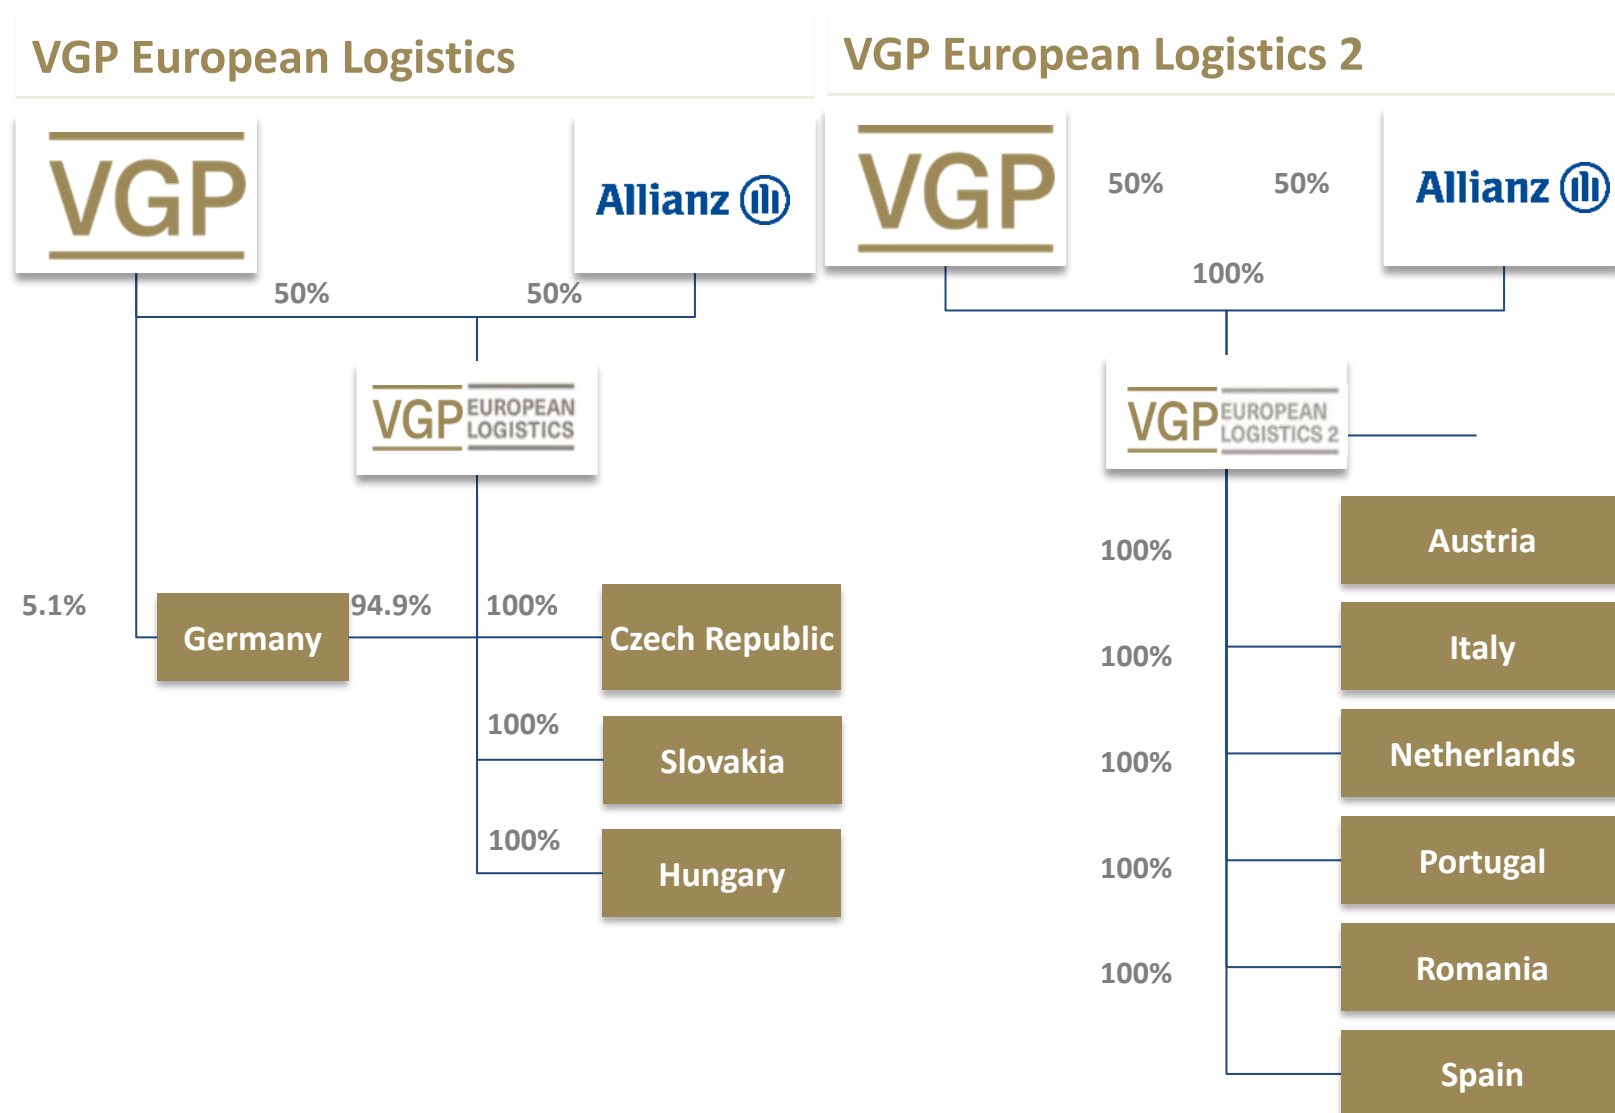 VGP European Logistics
VGP
Allianz
50%
50%
VGP EUROPEAN
LOGISTICS
5.1%
Germany
94.9%
100%
Czech Republic
100%
Slovakia
100%
Hungary
VGP European Logistics 2
VGP
50%
50%
Allianz
100%
VGP EUROPEAN
LOGISTICS 2
100%
Austria
100%
Italy
100%
Netherlands
100%
Portugal
100%
Romania
Spain